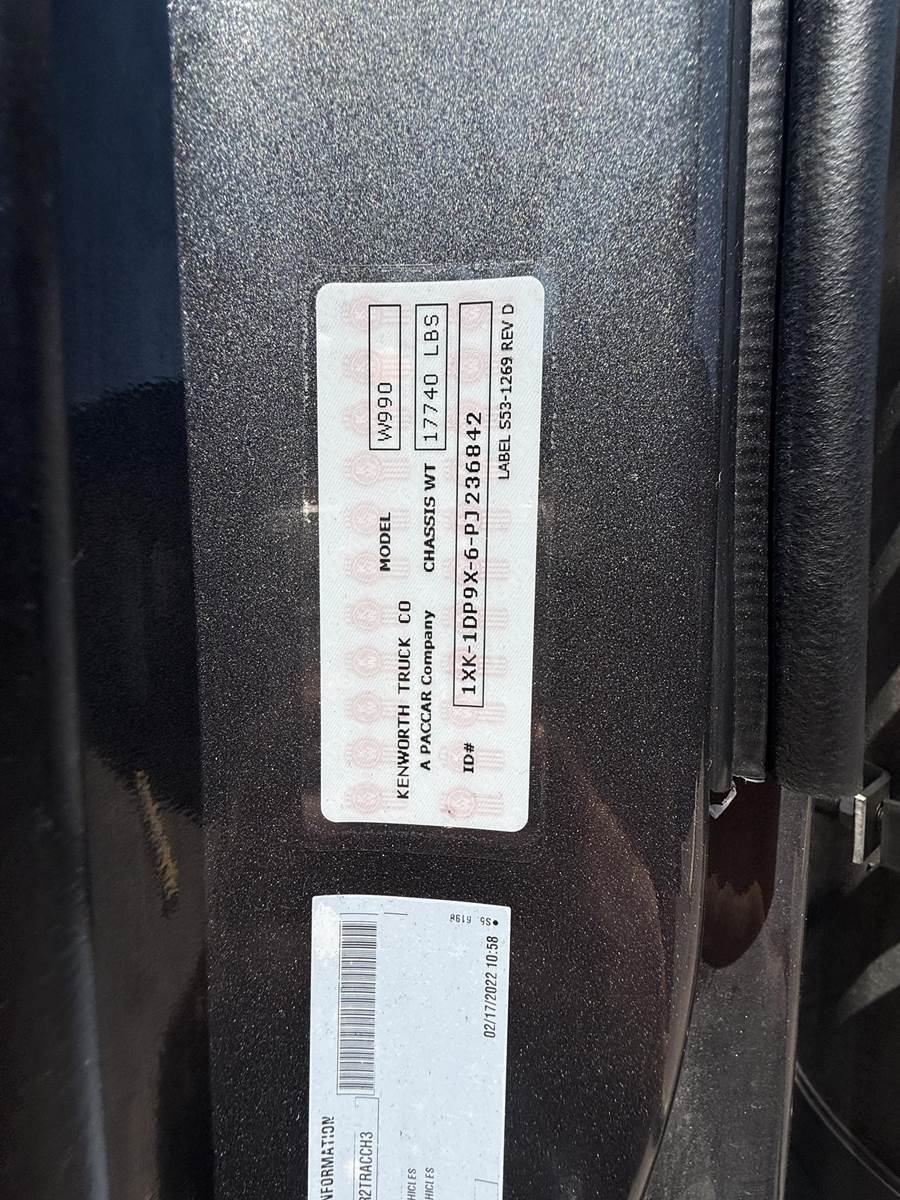 MODEL W990
KENWORTH TRUCK CO
A PACCAR Company CHASSIS WT 17740 LBS
ID# 1XK-1DP9X-6-PJ236842
LABEL S53-1269 REV D
NFORMATION
R2TRACCH3
HICLES
HICLES
02/17/2022 10:58